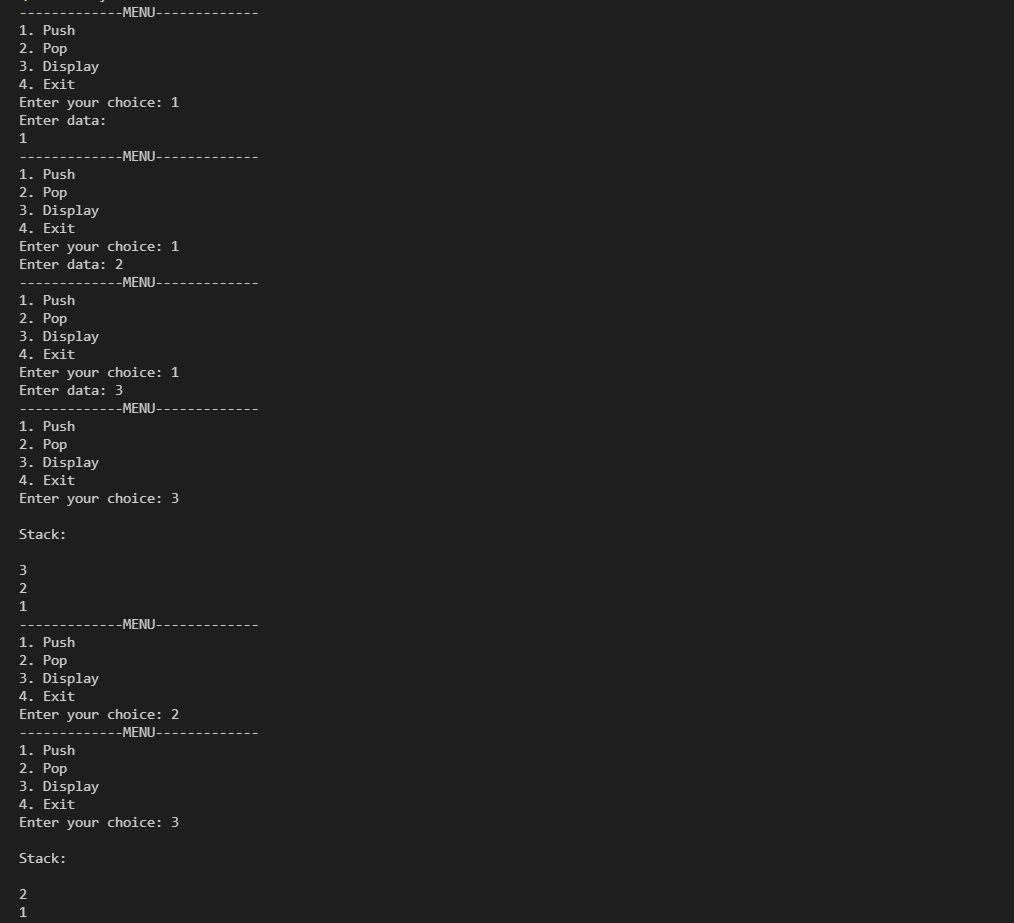 -------------MENU-------------
1. Push
2. Pop
3. Display
4. Exit
Enter your choice: 1
Enter data:
1
-------------MENU-------------
1. Push
2. Pop
3. Display
4. Exit
Enter your choice: 1
Enter data: 2
-------------MENU-------------
1. Push
2. Pop
3. Display
4. Exit
Enter your choice: 1
Enter data: 3
-------------MENU-------------
1. Push
2. Pop
3. Display
4. Exit
Enter your choice: 3
Stack:
3
2
1
-------------MENU-------------
1. Push
2. Pop
3. Display
4. Exit
Enter your choice: 2
-------------MENU-------------
1. Push
2. Pop
3. Display
4. Exit
Enter your choice: 3
Stack:
2
1